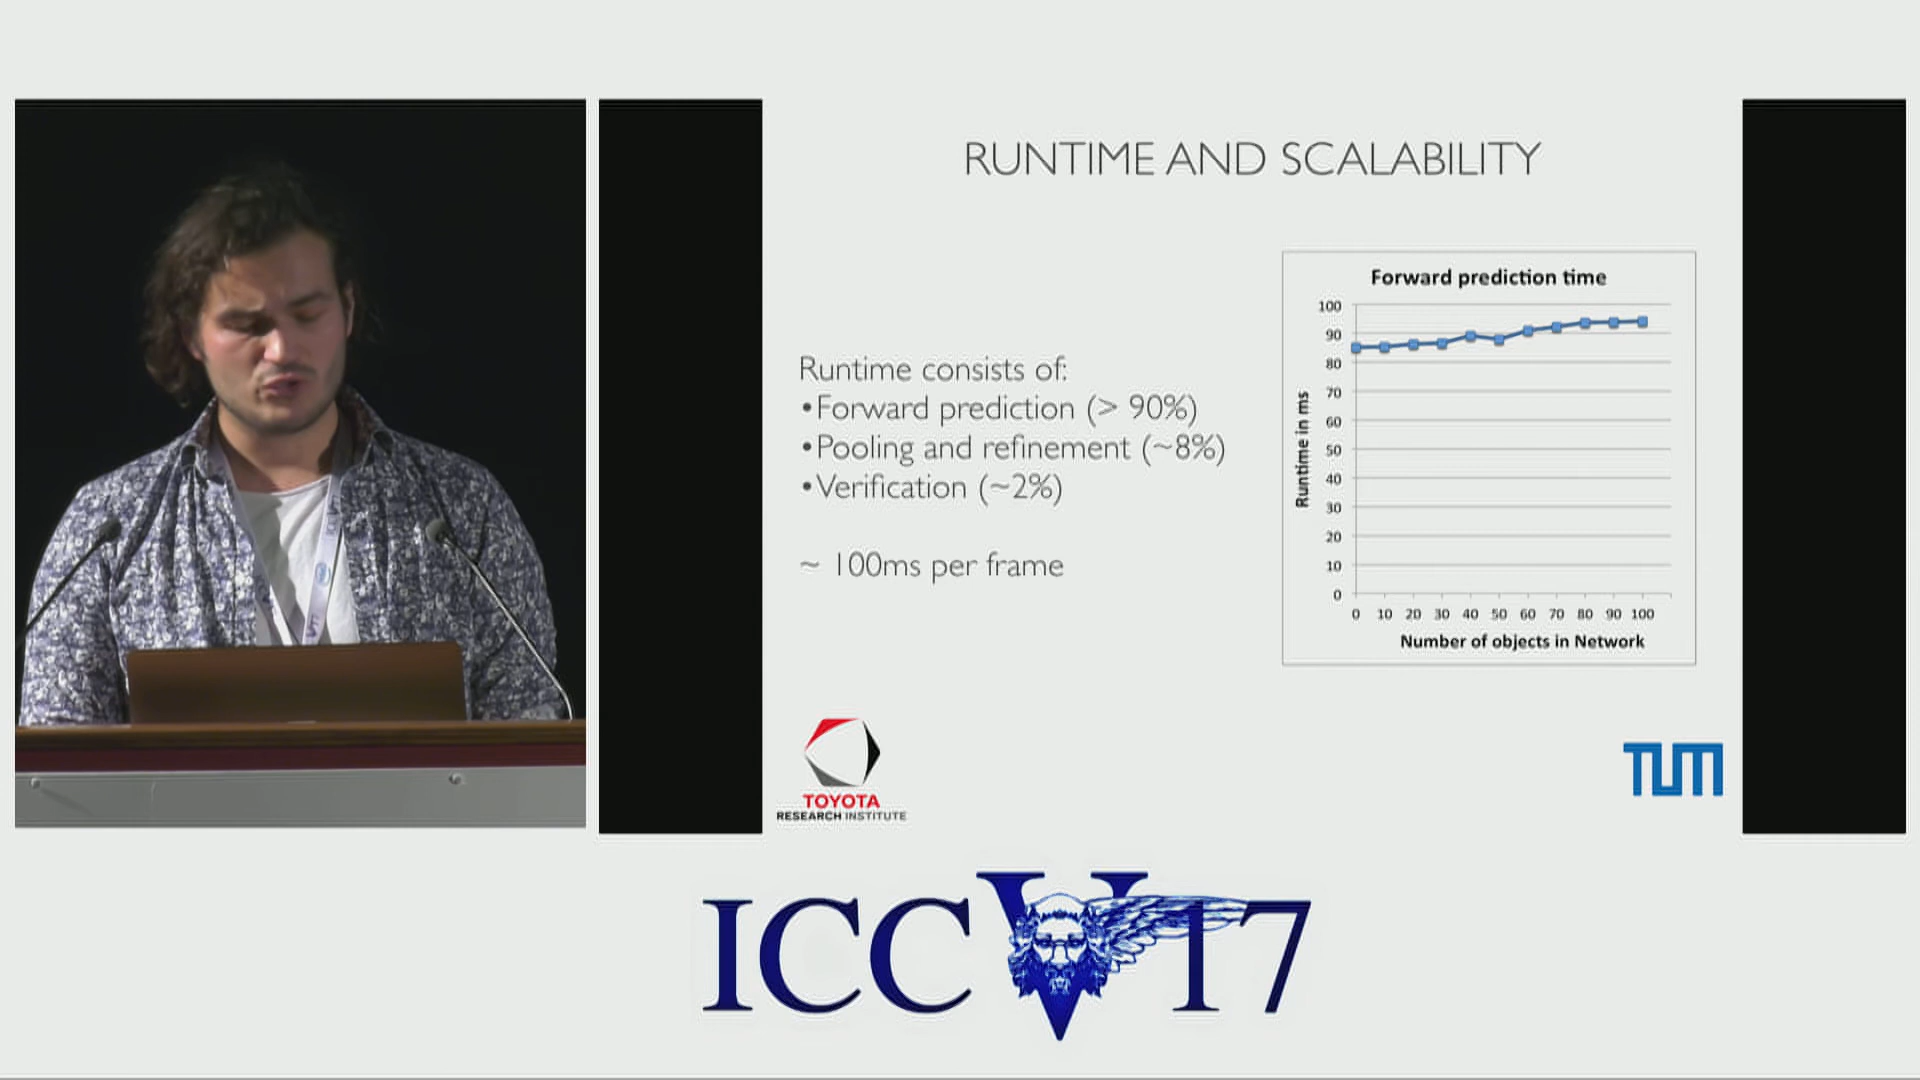 RUNTIME AND SCALABILITY
Runtime consists of:
•Forward prediction (> 90%)
•Pooling and refinement (~8%)
•Verification (~2%)
~ 100ms per frame
Forward prediction time
100
90
80
70
60
50
40
30
20
10
0
Runtime in ms
0 10 20 30 40 50 60 70 80 90 100
Number of objects in Network
TOYOTA
RESEARCH INSTITUTE
TUM
ICCV17